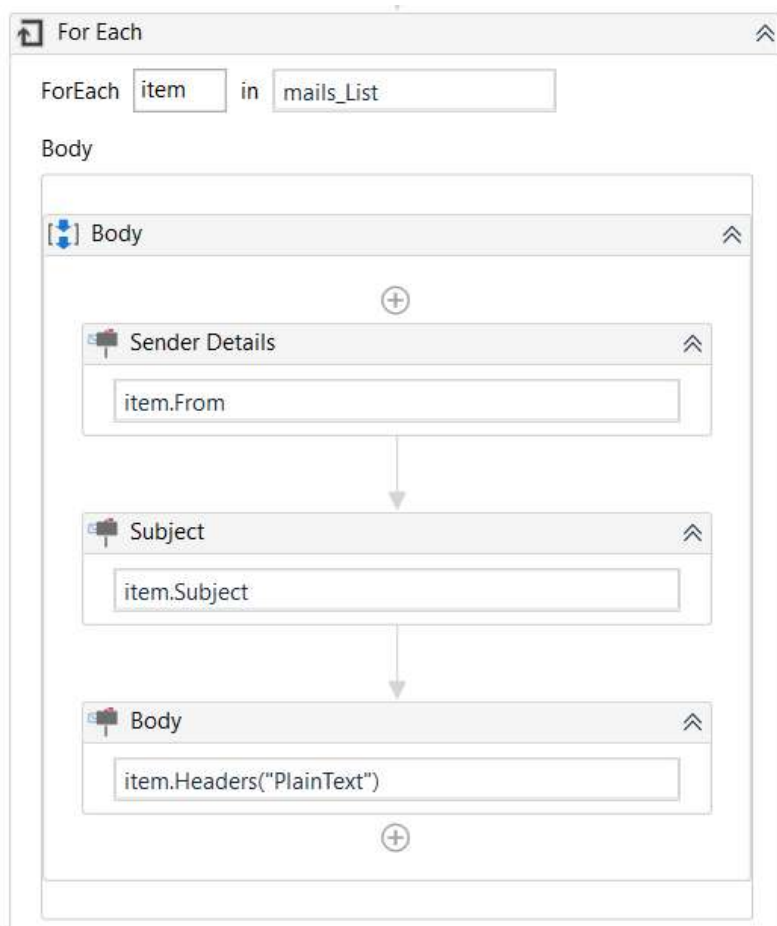 For Each
ForEach item in mails_List
Body
Body
Sender Details
item.From
Subject
item.Subject
Body
item.Headers("PlainText")